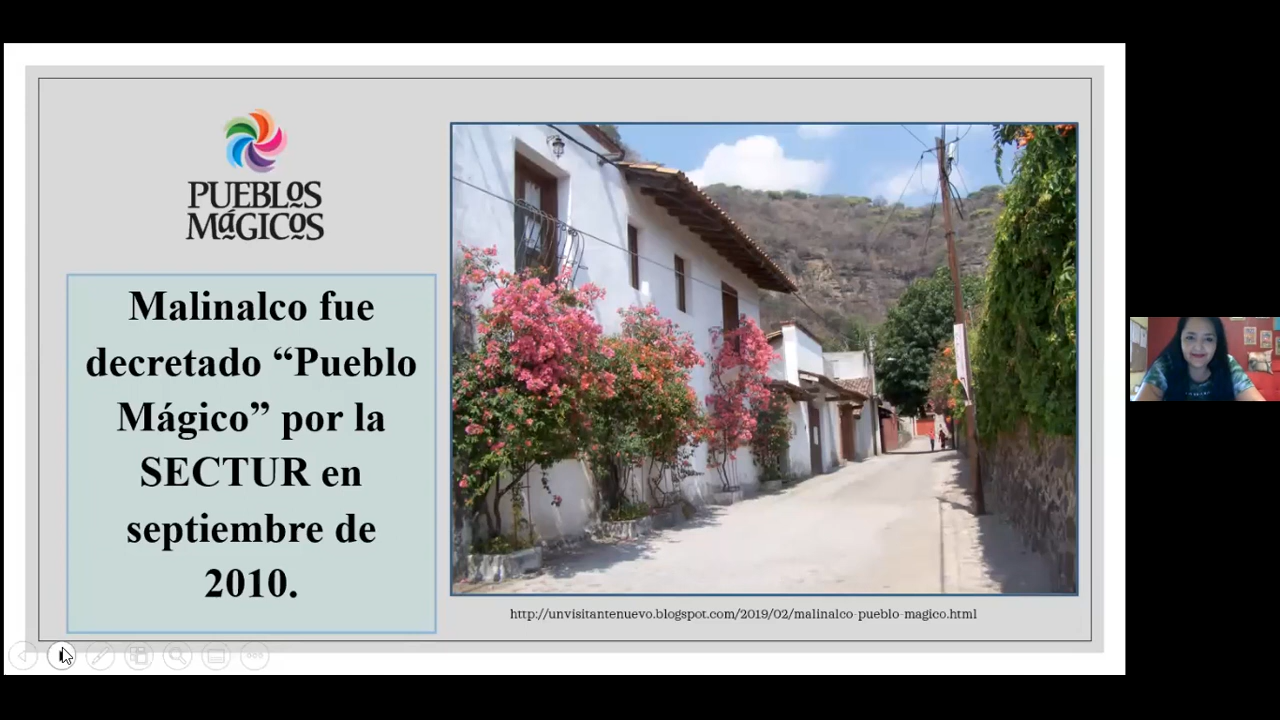 PUEBLOS
MÁGICOS
Malinalco fue
decretado “Pueblo
Mágico” por la
SECTUR en
septiembre de
2010.
http://unvisitantenuevo.blogspot.com/2019/02/malinalco-pueblo-magico.html